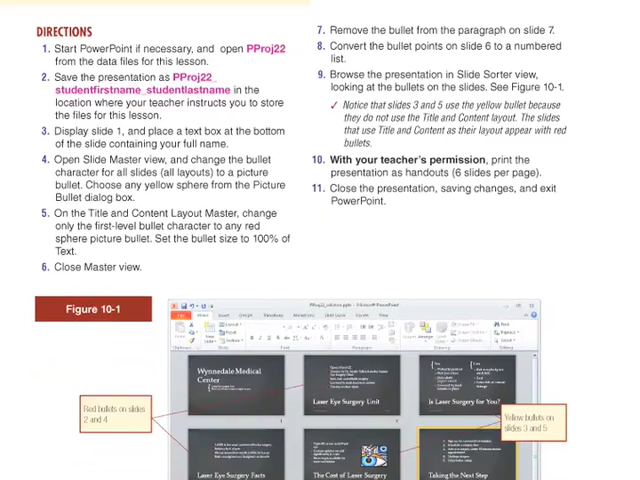 DIRECTIONS
1. Start PowerPoint if necessary, and open PProj22
from the data files for this lesson.
2. Save the presentation as PProj22_
studentfirstname_studentlastname in the
location where your teacher instructs you to store
the files for this lesson.
3. Display slide 1, and place a text box at the bottom
of the slide containing your full name.
4. Open Slide Master view, and change the bullet
character for all slides (all layouts) to a picture
bullet. Choose any yellow sphere from the Picture
Bullet dialog box.
5. On the Title and Content Layout Master, change
only the first-level bullet character to any red
sphere picture bullet. Set the bullet size to 100% of
Text.
6. Close Master view.
7. Remove the bullet from the paragraph on slide 7.
8. Convert the bullet points on slide 6 to a numbered
list.
9. Browse the presentation in Slide Sorter view,
looking at the bullets on the slides. See Figure 10-1.
✓ Notice that slides 3 and 5 use the yellow bullet because
they do not use the Title and Content layout. The slides
that use Title and Content as their layout appear with red
bullets.
10. With your teacher's permission, print the
presentation as handouts (6 slides per page).
11. Close the presentation, saving changes, and exit
PowerPoint.
Figure 10-1
Wynnedale Medical
Center
Laser Eye Surgery Unit
Is Laser Surgery for You?
Red bullets on slides
2 and 4
Yellow bullets on
slides 3 and 5
Laser Eye Surgery Facts
The Cost of Laser Surgery
Taking the Next Step